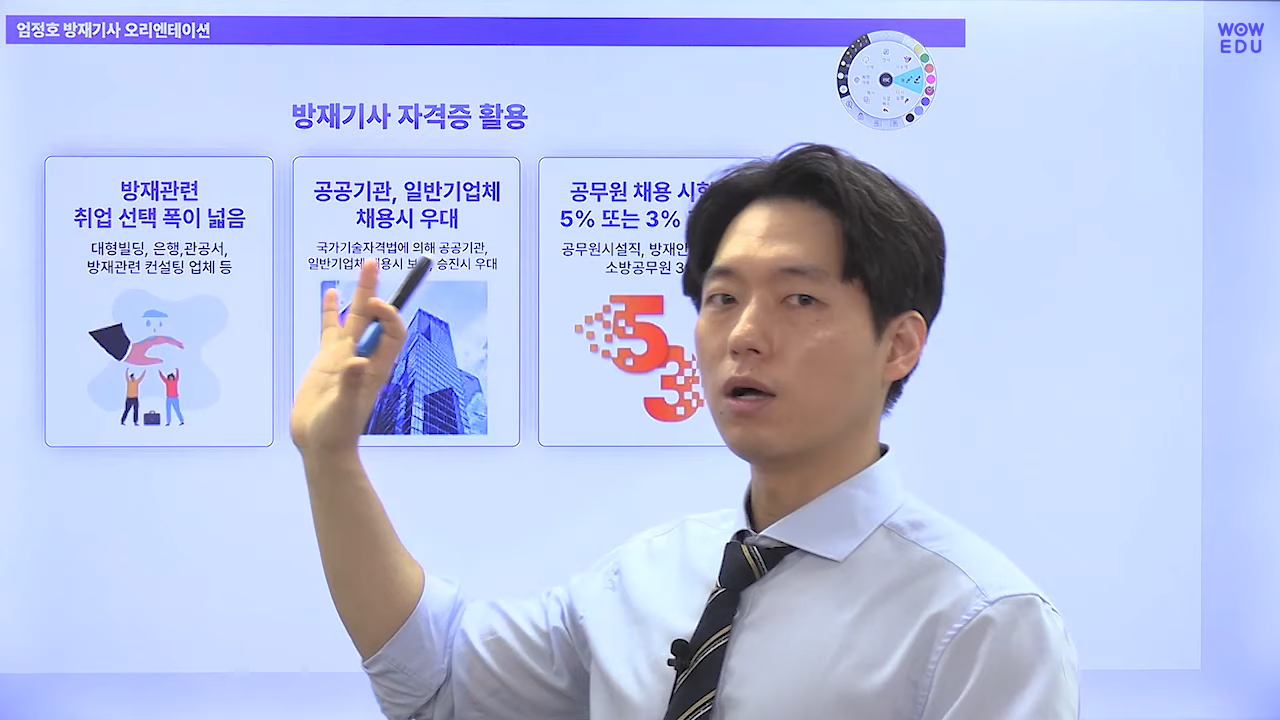 엄정호 방재기사 오리엔테이션
WOW
EDU
방재기사 자격증 활용
방재관련
취업 선택 폭이 넓음
대형빌딩, 은행,관공서,
방재관련 컨설팅 업체 등
공공기관, 일반기업체
채용시 우대
국가기술자격법에 의해 공공기관,
일반기업체 승진시 우대
공무원 채용
5% 또는 3%
공무원시설직,
소방공무원
5
3